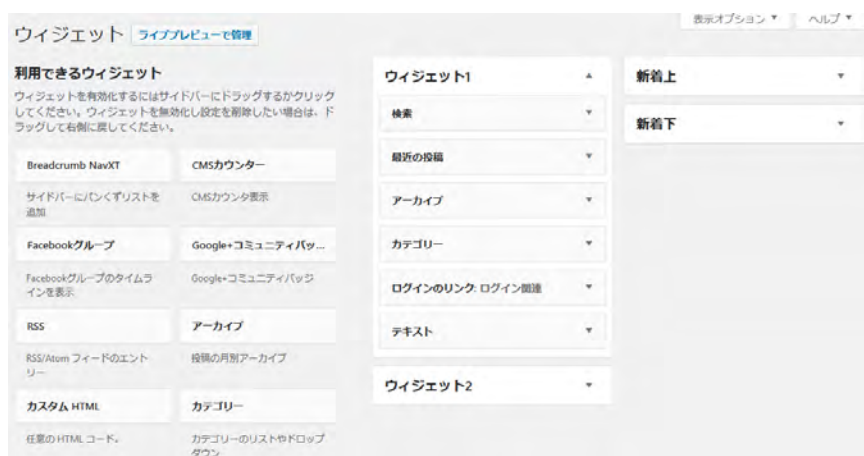 表示オプション ▼ ヘルプ ▼
ウィジェット ライブプレビューで管理
利用できるウィジェット
ウィジェットを有効化するにはサイドバーにドラッグするかクリック
してください。ウィジェットを無効化し設定を削除したい場合は、ド
ラッグして右側に戻してください。
Breadcrumb NavXT
CMSカウンター
サイドバーにパンくずリストを
追加
CMSカウンタ表示
Facebookグループ
Google+コミュニティバッ...
Facebookグループのタイムラ
インを表示
Google+コミュニティバッジ
RSS
アーカイブ
RSS/Atom フィードのエント
リー
投稿の月別アーカイブ
カスタム HTML
カテゴリー
任意の HTML コード。
カテゴリーのリストやドロップ
ダウン
ウィジェット1
検索
最近の投稿
アーカイブ
カテゴリー
ログインのリンク: ログイン関連
テキスト
ウィジェット2
新着上
新着下